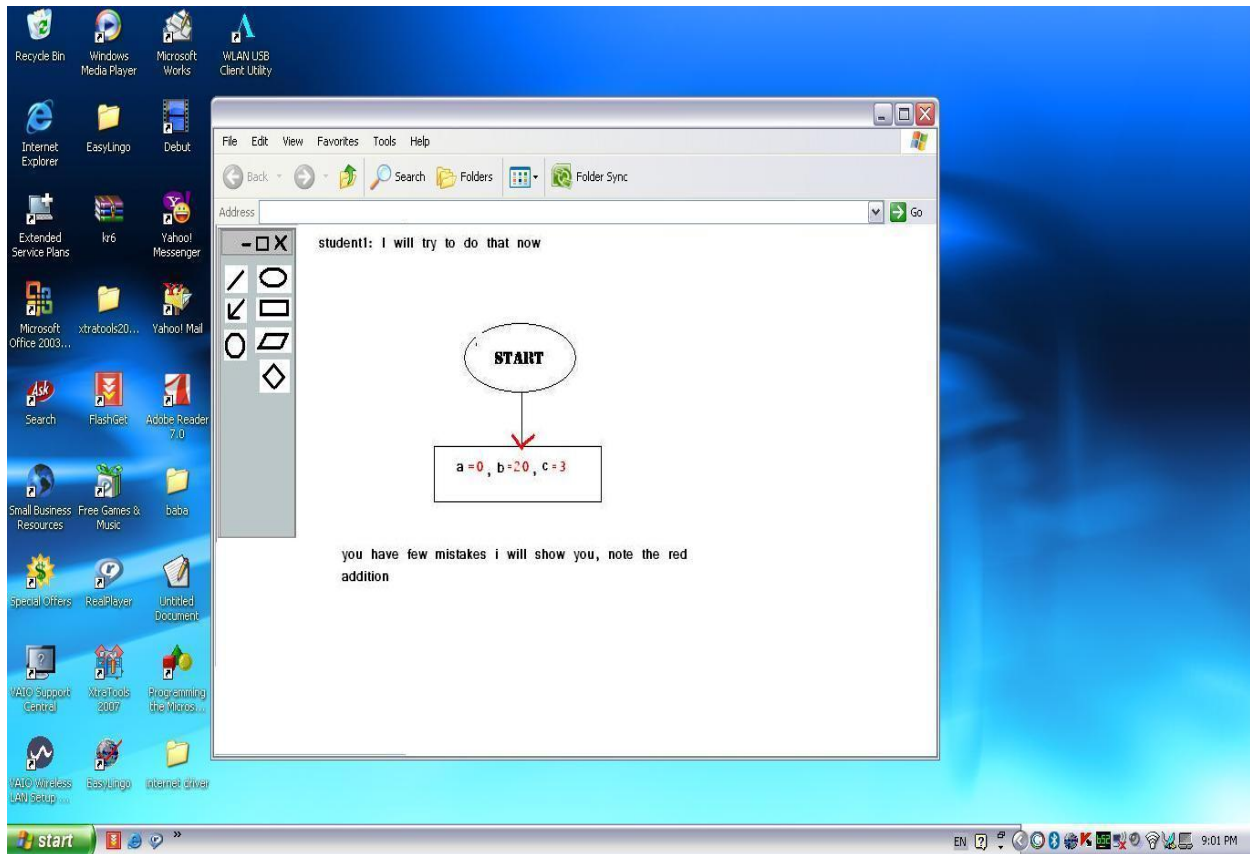 Recycle Bin
Windows Media Player
Microsoft Works
WLAN USB Client Utility
Internet Explorer
EasyLingo
Debut
Extended Service Plans
kr6
Yahoo! Messenger
Microsoft Office 2003...
xtratools20...
Yahoo! Mail
Search
FlashGet
Adobe Reader 7.0
Small Business Resources
Free Games & Music
baba
Special Offers
RealPlayer
Untitled Document
VAIO Support Central
XtraTools 2007
Programming the Micros...
VAIO Wireless LAN Setup ...
EasyLingo
internet driver
File Edit View Favorites Tools Help
Back Search Folders Folder Sync
Address Go
student1: I will try to do that now
START
a =0 , b =20 , c =3
you have few mistakes i will show you, note the red
addition
start
EN
9:01 PM